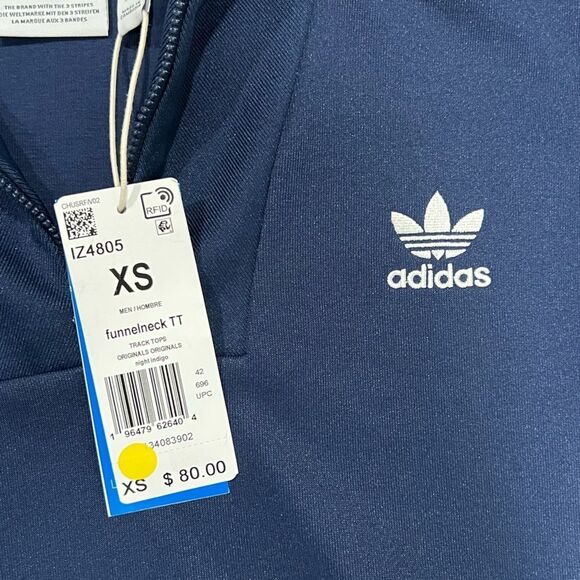 THE BRAND WITH THE 3 STRIPES
DIE WELTMARKE MIT DEN 3 STREIFEN
LA MARQUE AUX 3 BANDES
CHUSRFIV02
RFID
IZ4805
XS
MEN / HOMBRE
funnelneck TT
TRACK TOPS
ORIGINALS ORIGINALS
night indigo
42
696
UPC
1 96479 62640 4
34083902
XS $ 80.00
adidas